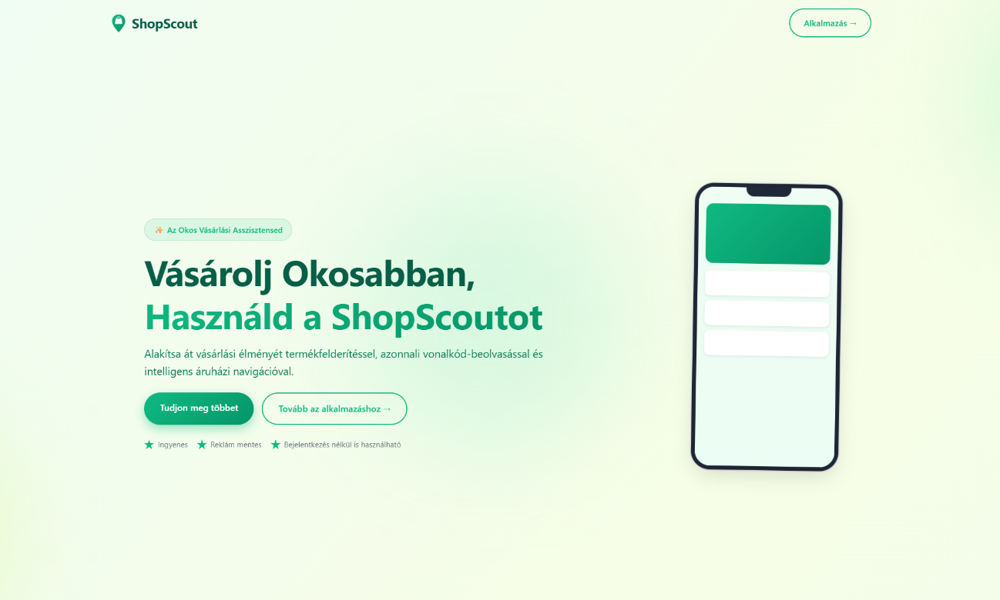 ShopScout
Alkalmazás →
✨ Az Okos Vásárlási Asszisztensed
Vásárolj Okosabban,
Használd a ShopScoutot
Alakítsa át vásárlási élményét termékfelderítéssel, azonnali vonalkód-beolvasással és
intelligens áruházi navigációval.
Tudjon meg többet
Tovább az alkalmazáshoz →
★ Ingyenes ★ Reklám mentes ★ Bejelentkezés nélkül is használható